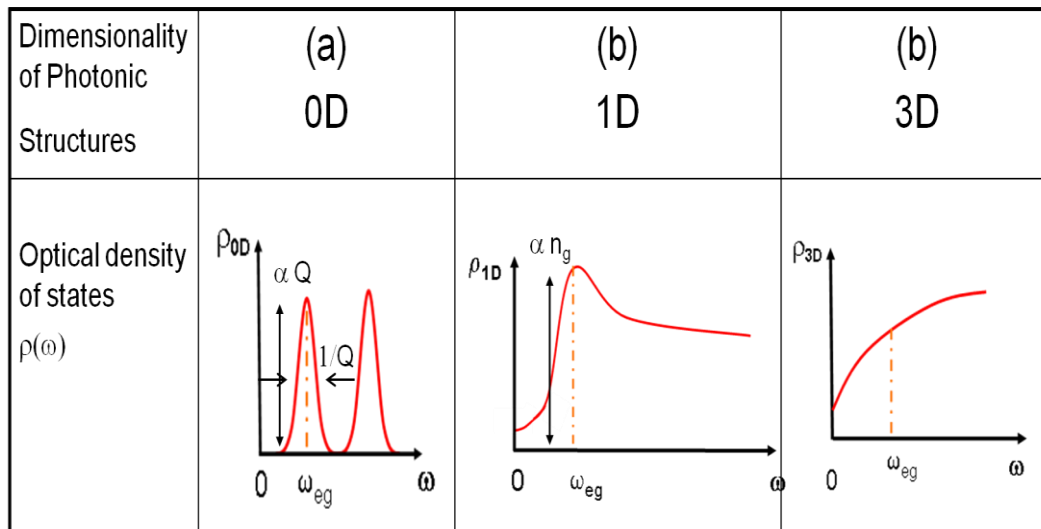 Dimensionality
of Photonic
Structures
(a)
0D
(b)
1D
(b)
3D
Optical density
of states
ρ(ω)
ρ0D
α Q
1/Q
0
ωeg
ω
ρ1D
α ng
0
ωeg
ω
ρ3D
0
ωeg
ω